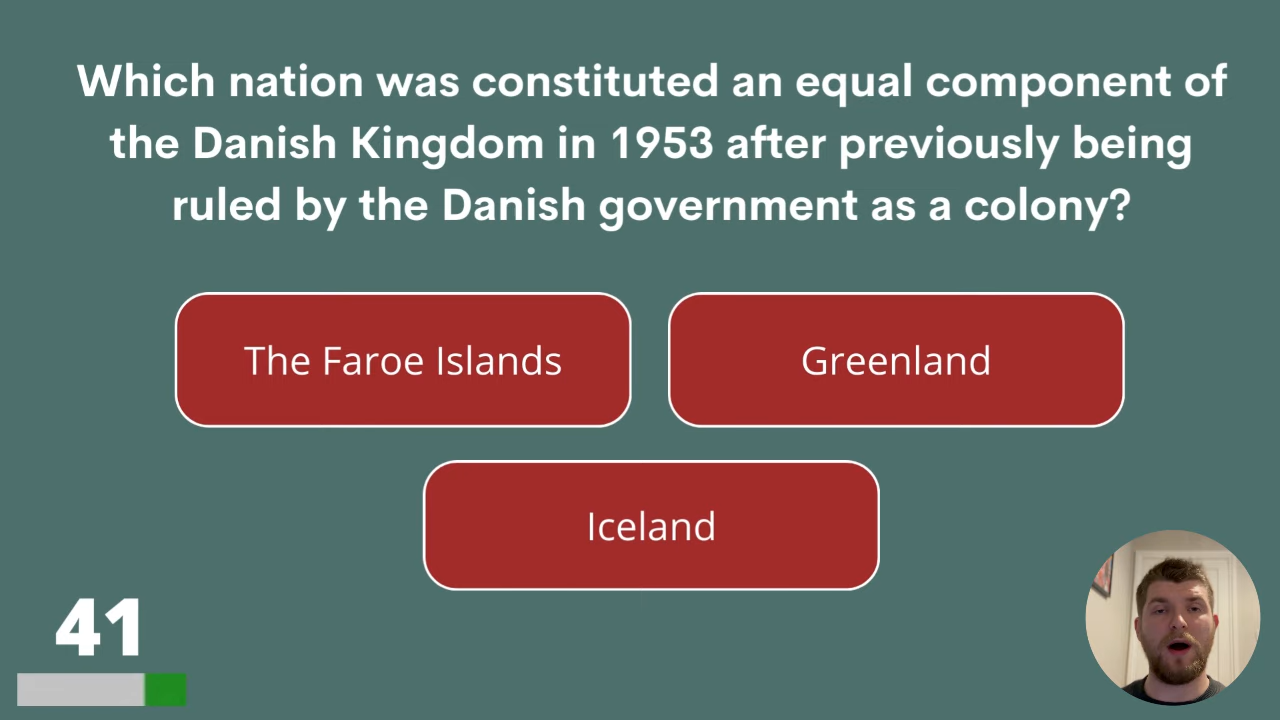 Which nation was constituted an equal component of
the Danish Kingdom in 1953 after previously being
ruled by the Danish government as a colony?
The Faroe Islands
Greenland
Iceland
41